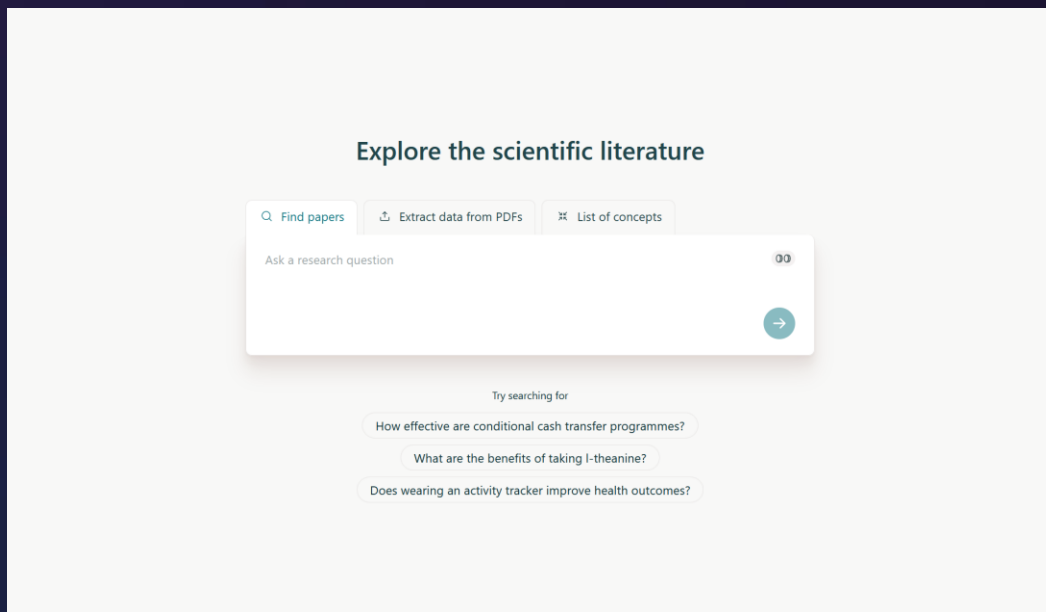 Explore the scientific literature
Find papers
Extract data from PDFs
List of concepts
Ask a research question
Try searching for
How effective are conditional cash transfer programmes?
What are the benefits of taking l-theanine?
Does wearing an activity tracker improve health outcomes?